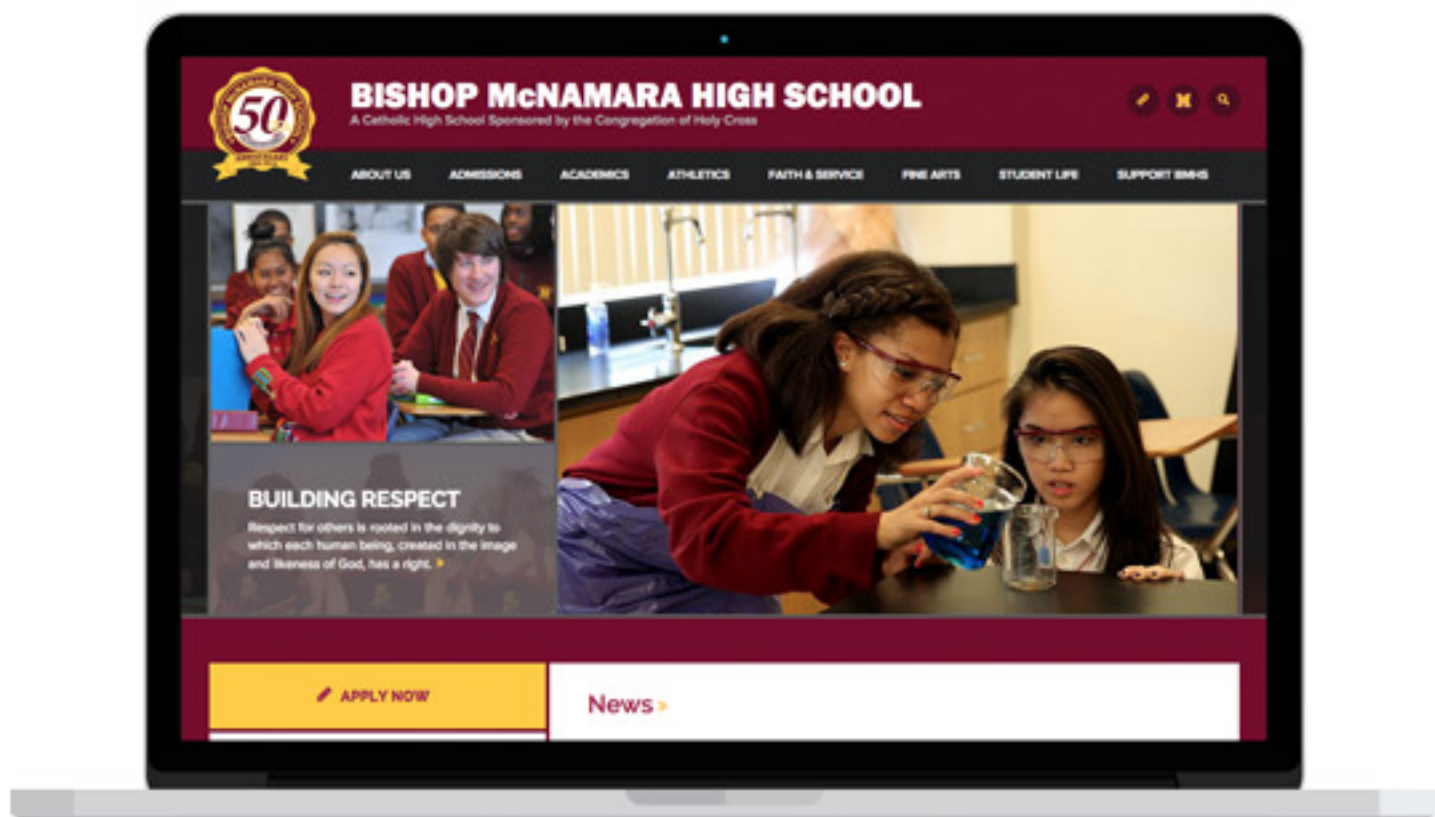 50
ANNIVERSARY
BISHOP McNAMARA HIGH SCHOOL
A Catholic High School Sponsored by the Congregation of Holy Cross
ABOUT US ADMISSIONS ACADEMICS ATHLETICS FAITH & SERVICE FINE ARTS STUDENT LIFE SUPPORT BMHS
BUILDING RESPECT
Respect for others is rooted in the dignity to
which each human being, created in the image
and likeness of God, has a right.
APPLY NOW
News